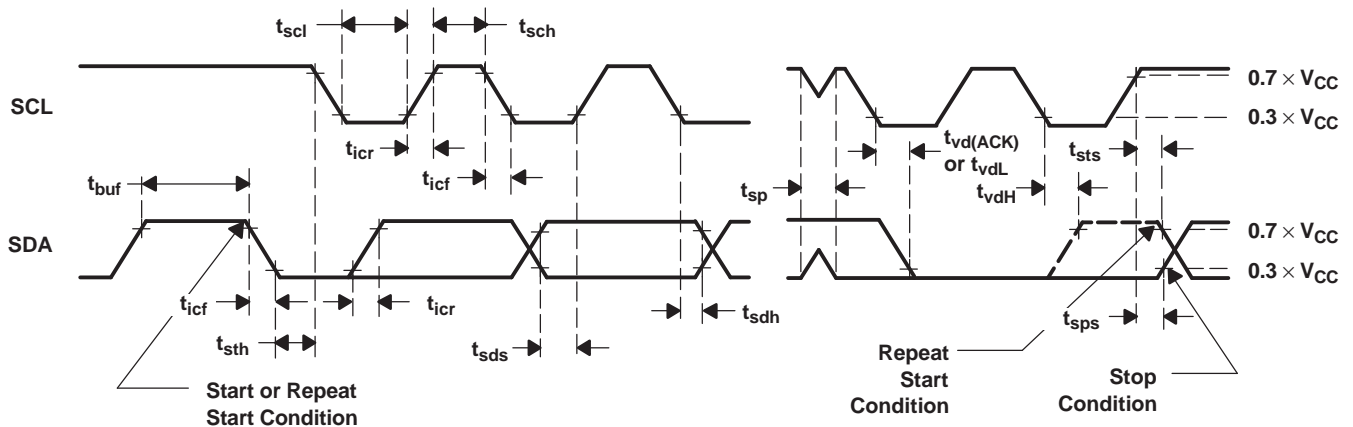 tscl
tsch
SCL
0.7 × VCC
0.3 × VCC
ticr
tvd(ACK)
or tvdL
tsts
tbuf
ticf
tsp
tvdH
SDA
0.7 × VCC
0.3 × VCC
ticf
ticr
tsdh
tsps
tsth
tsds
Repeat
Start
Condition
Stop
Condition
Start or Repeat
Start Condition